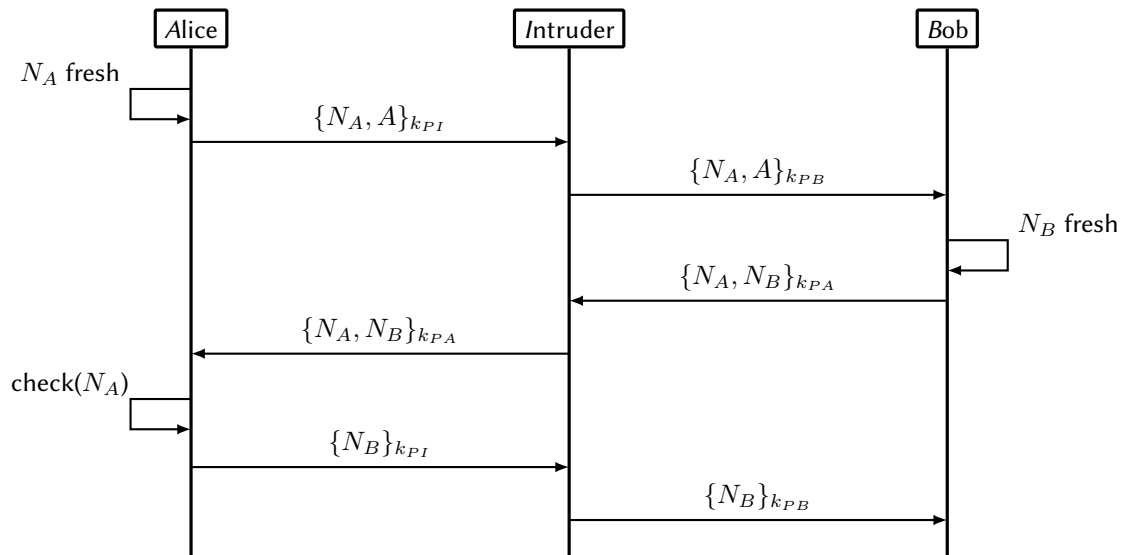 Alice
Intruder
Bob
N_A fresh
{N_A, A}_{k_{PI}}
{N_A, A}_{k_{PB}}
N_B fresh
{N_A, N_B}_{k_{PA}}
{N_A, N_B}_{k_{PA}}
check(N_A)
{N_B}_{k_{PI}}
{N_B}_{k_{PB}}